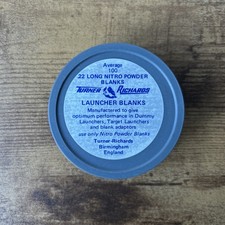 Average
100
.22 LONG NITRO POWDER
BLANKS
TURNER RICHARDS
LAUNCHER BLANKS
Manufactured to give
optimum performance in Dummy
Launchers, Target Launchers
and blank adaptors
use only Nitro Powder Blanks
Turner-Richards
Birmingham
England